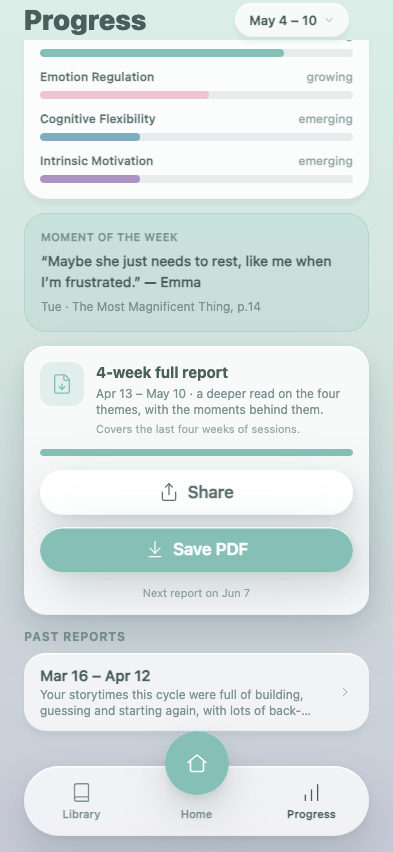 Progress
May 4 – 10
Emotion Regulation
growing
Cognitive Flexibility
emerging
Intrinsic Motivation
emerging
MOMENT OF THE WEEK
“Maybe she just needs to rest, like me when
I’m frustrated.” — Emma
Tue · The Most Magnificent Thing, p.14
4-week full report
Apr 13 – May 10 · a deeper read on the four
themes, with the moments behind them.
Covers the last four weeks of sessions.
Share
Save PDF
Next report on Jun 7
PAST REPORTS
Mar 16 – Apr 12
Your storytimes this cycle were full of building,
guessing and starting again, with lots of back-...
Library
Home
Progress